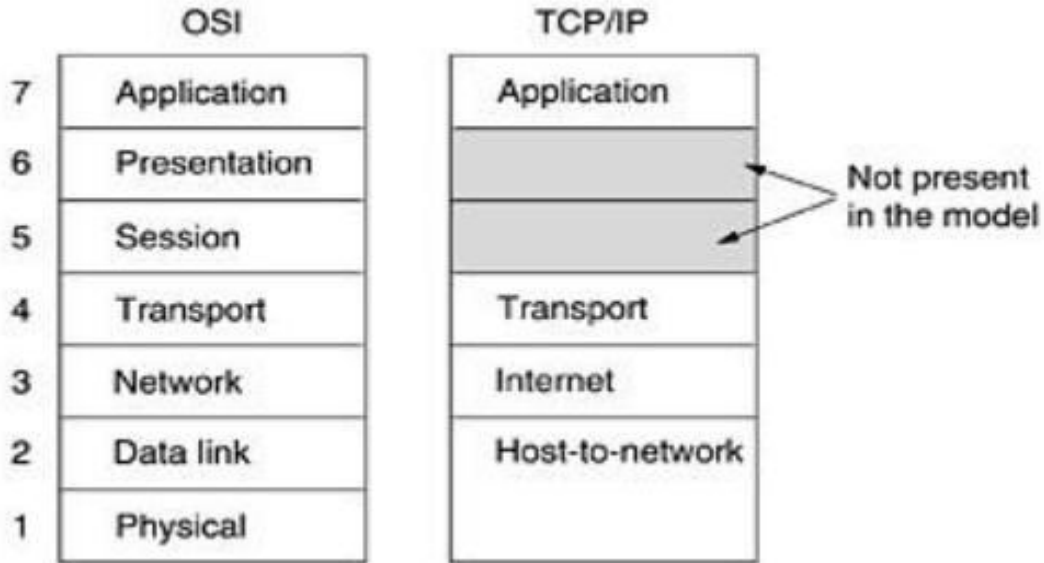 OSI
TCP/IP
7 Application Application
6 Presentation
5 Session
Not present
in the model
4 Transport Transport
3 Network Internet
2 Data link Host-to-network
1 Physical